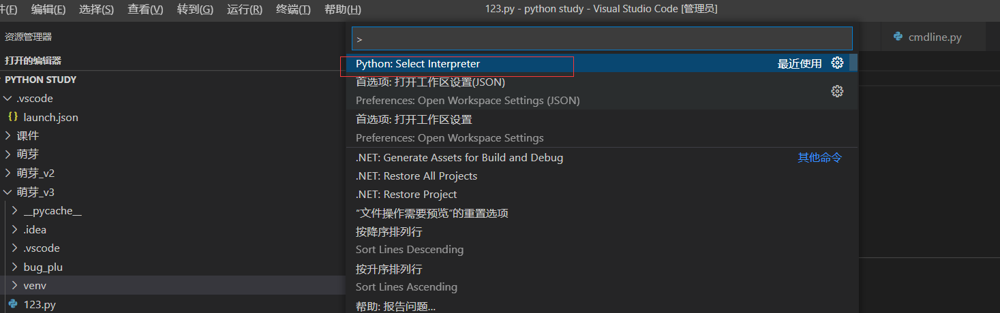 件(F) 编辑(E) 选择(S) 查看(V) 转到(G) 运行(R) 终端(T) 帮助(H) 123.py - python study - Visual Studio Code [管理员]
资源管理器
打开的编辑器
PYTHON STUDY
.vscode
{} launch.json
课件
萌芽
萌芽_v2
萌芽_v3
__pycache__
.idea
.vscode
bug_plu
venv
123.py
>
cmdline.py
Python: Select Interpreter 最近使用
首选项: 打开工作区设置(JSON)
Preferences: Open Workspace Settings (JSON)
首选项: 打开工作区设置
Preferences: Open Workspace Settings
.NET: Generate Assets for Build and Debug 其他命令
.NET: Restore All Projects
.NET: Restore Project
“文件操作需要预览”的重置选项
按降序排列行
Sort Lines Descending
按升序排列行
Sort Lines Ascending
帮助: 报告问题...